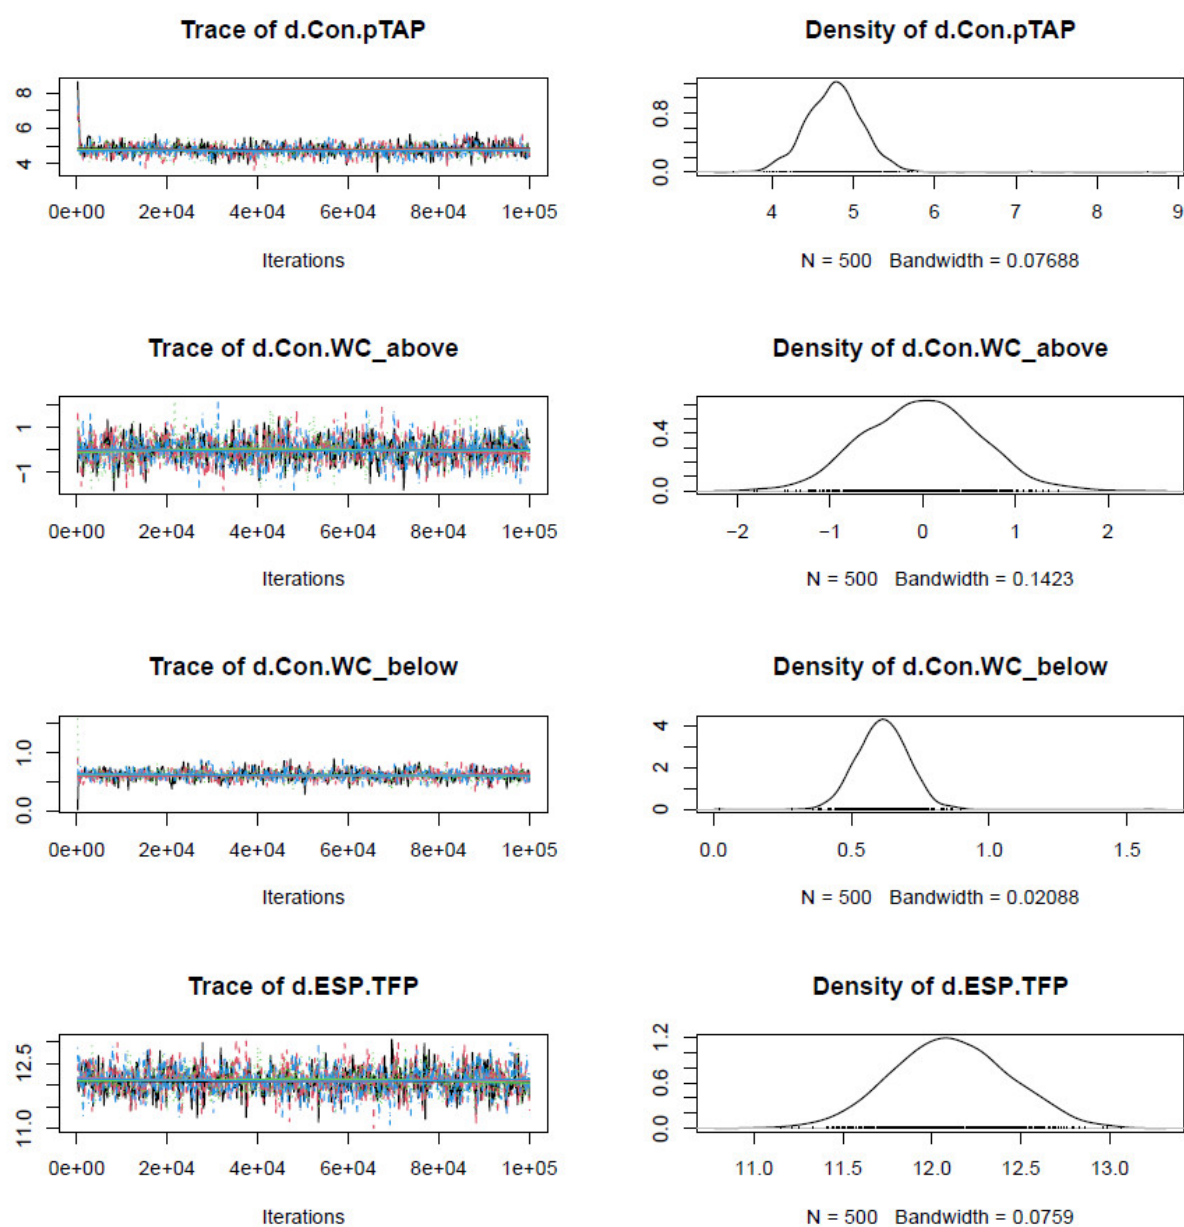 Trace of d.Con.pTAP
Density of d.Con.pTAP
4 6 8
0e+00 2e+04 4e+04 6e+04 8e+04 1e+05
Iterations
0.0 0.8
4 5 6 7 8 9
N = 500 Bandwidth = 0.07688
Trace of d.Con.WC_above
Density of d.Con.WC_above
−1 1
0e+00 2e+04 4e+04 6e+04 8e+04 1e+05
Iterations
0.0 0.4
−2 −1 0 1 2
N = 500 Bandwidth = 0.1423
Trace of d.Con.WC_below
Density of d.Con.WC_below
0.0 1.0
0e+00 2e+04 4e+04 6e+04 8e+04 1e+05
Iterations
0 2 4
0.0 0.5 1.0 1.5
N = 500 Bandwidth = 0.02088
Trace of d.ESP.TFP
Density of d.ESP.TFP
11.0 12.5
0e+00 2e+04 4e+04 6e+04 8e+04 1e+05
Iterations
0.0 0.6 1.2
11.0 11.5 12.0 12.5 13.0
N = 500 Bandwidth = 0.0759